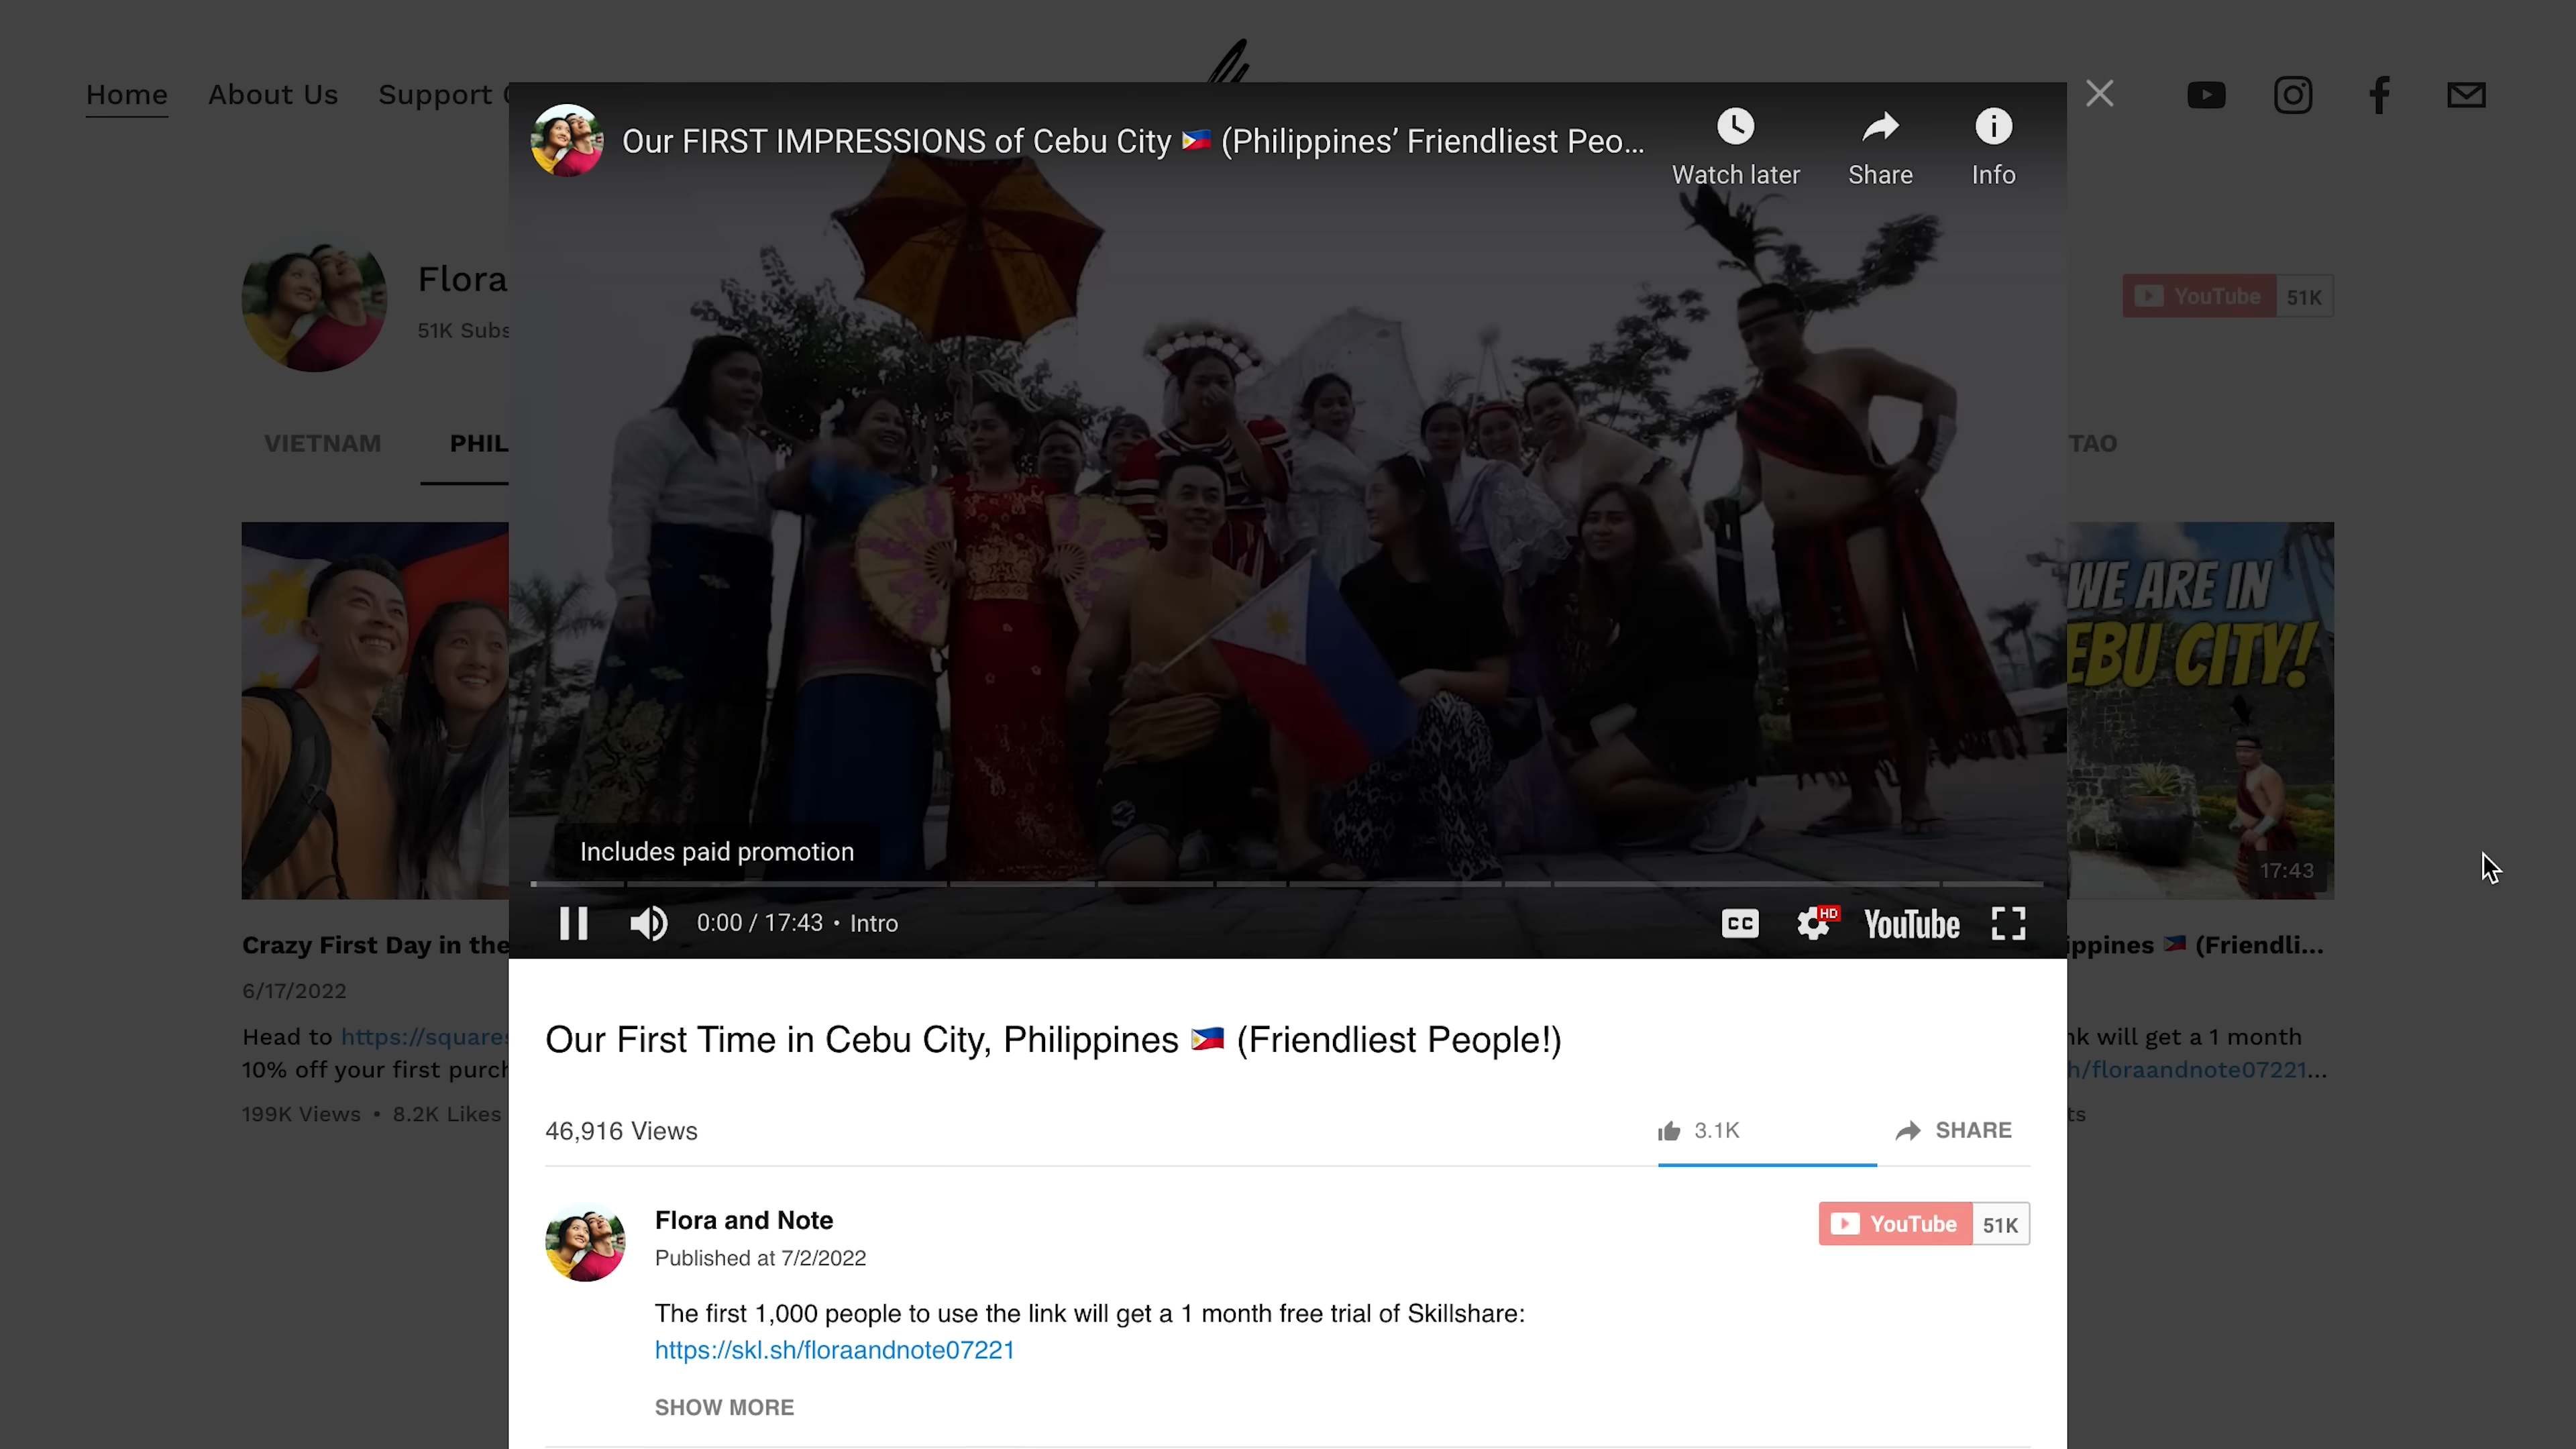 Home About Us Support
Our FIRST IMPRESSIONS of Cebu City 🇵🇭 (Philippines’ Friendliest Peo...
Watch later Share Info
Flora
51K Subs
YouTube 51K
VIETNAM PHIL TAO
WE ARE IN
EBU CITY!
17:43
Includes paid promotion
0:00 / 17:43 • Intro
CC HD YouTube
Crazy First Day in the
6/17/2022
Head to https://squares
10% off your first purch
199K Views • 8.2K Likes
ippines 🇵🇭 (Friendli...
nk will get a 1 month
h/floraandnote07221...
ts
Our First Time in Cebu City, Philippines 🇵🇭 (Friendliest People!)
46,916 Views
3.1K SHARE
Flora and Note
Published at 7/2/2022
YouTube 51K
The first 1,000 people to use the link will get a 1 month free trial of Skillshare:
https://skl.sh/floraandnote07221
SHOW MORE